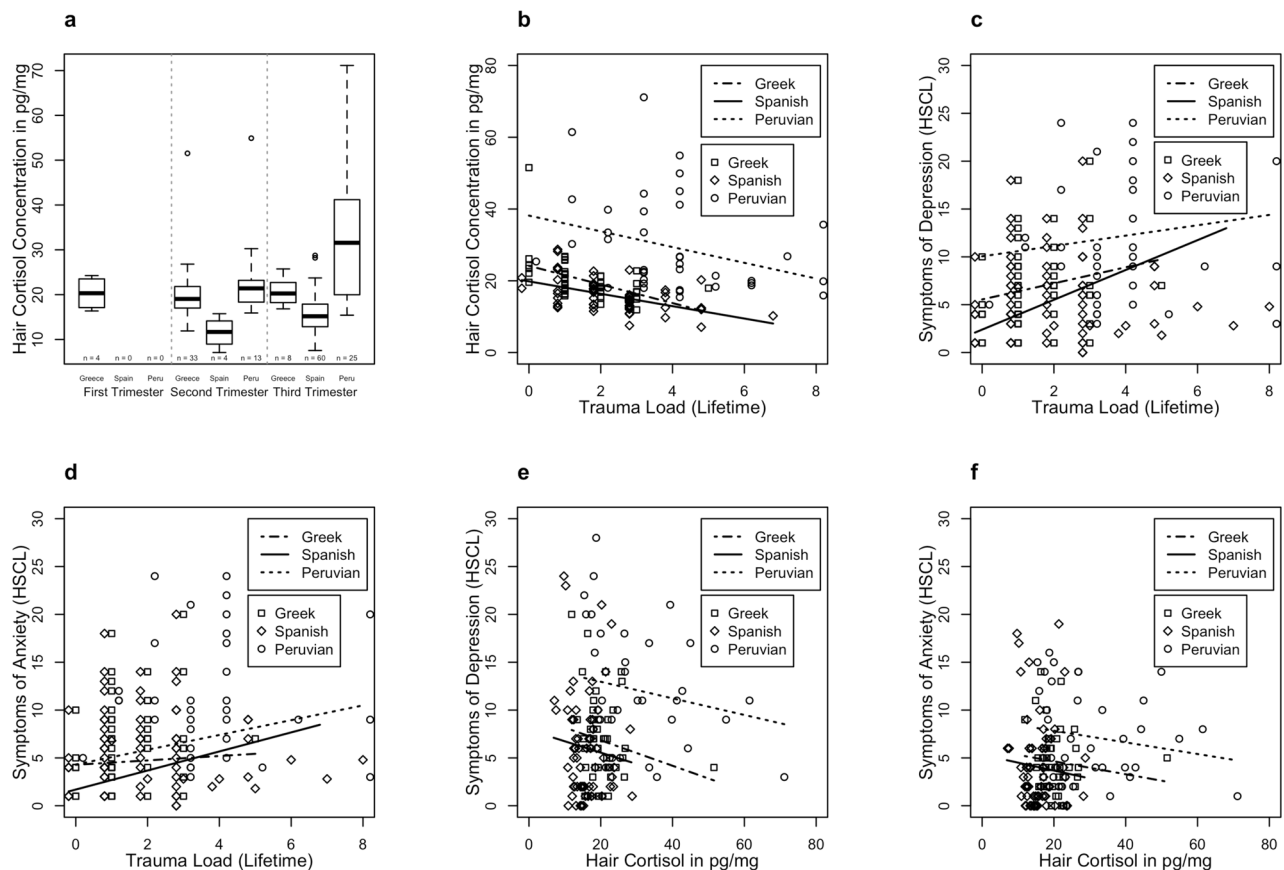 a
Hair Cortisol Concentration in pg/mg
70
60
50
40
30
20
10
n = 4 n = 0 n = 0 n = 33 n = 4 n = 13 n = 8 n = 60 n = 25
Greece Spain Peru Greece Spain Peru Greece Spain Peru
First Trimester Second Trimester Third Trimester
b
Hair Cortisol Concentration in pg/mg
80
60
40
20
0
Greek
Spanish
Peruvian
Greek
Spanish
Peruvian
0 2 4 6 8
Trauma Load (Lifetime)
c
Symptoms of Depression (HSCL)
30
25
20
15
10
5
0
Greek
Spanish
Peruvian
Greek
Spanish
Peruvian
0 2 4 6 8
Trauma Load (Lifetime)
d
Symptoms of Anxiety (HSCL)
30
25
20
15
10
5
0
Greek
Spanish
Peruvian
Greek
Spanish
Peruvian
0 2 4 6 8
Trauma Load (Lifetime)
e
Symptoms of Depression (HSCL)
30
25
20
15
10
5
0
Greek
Spanish
Peruvian
Greek
Spanish
Peruvian
0 20 40 60 80
Hair Cortisol in pg/mg
f
Symptoms of Anxiety (HSCL)
30
25
20
15
10
5
0
Greek
Spanish
Peruvian
Greek
Spanish
Peruvian
0 20 40 60 80
Hair Cortisol in pg/mg